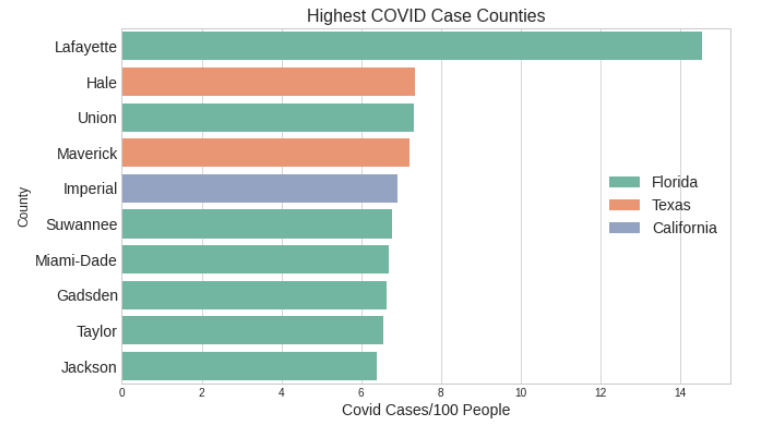 Highest COVID Case Counties
Lafayette
Hale
Union
Maverick
Imperial
Suwannee
Miami-Dade
Gadsden
Taylor
Jackson
County
Florida
Texas
California
0 2 4 6 8 10 12 14
Covid Cases/100 People